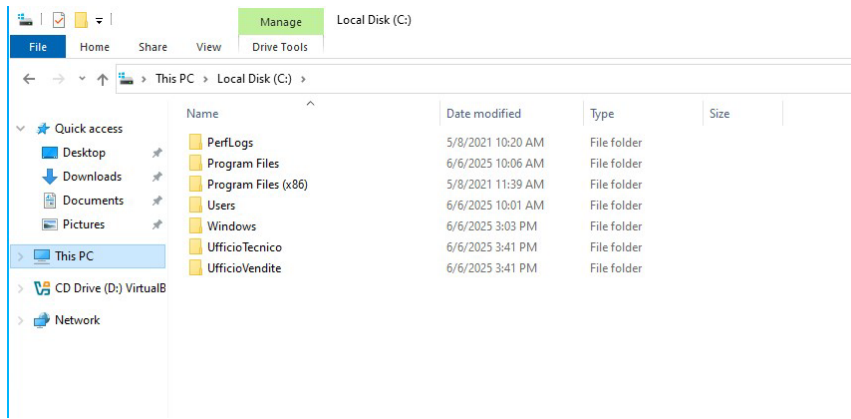 Manage Local Disk (C:)
File Home Share View Drive Tools
This PC > Local Disk (C:) >
Name Date modified Type Size
Quick access
Desktop
Downloads
Documents
Pictures
This PC
CD Drive (D:) VirtualB
Network
PerfLogs 5/8/2021 10:20 AM File folder
Program Files 6/6/2025 10:06 AM File folder
Program Files (x86) 5/8/2021 11:39 AM File folder
Users 6/6/2025 10:01 AM File folder
Windows 6/6/2025 3:03 PM File folder
UfficioTecnico 6/6/2025 3:41 PM File folder
UfficioVendite 6/6/2025 3:41 PM File folder